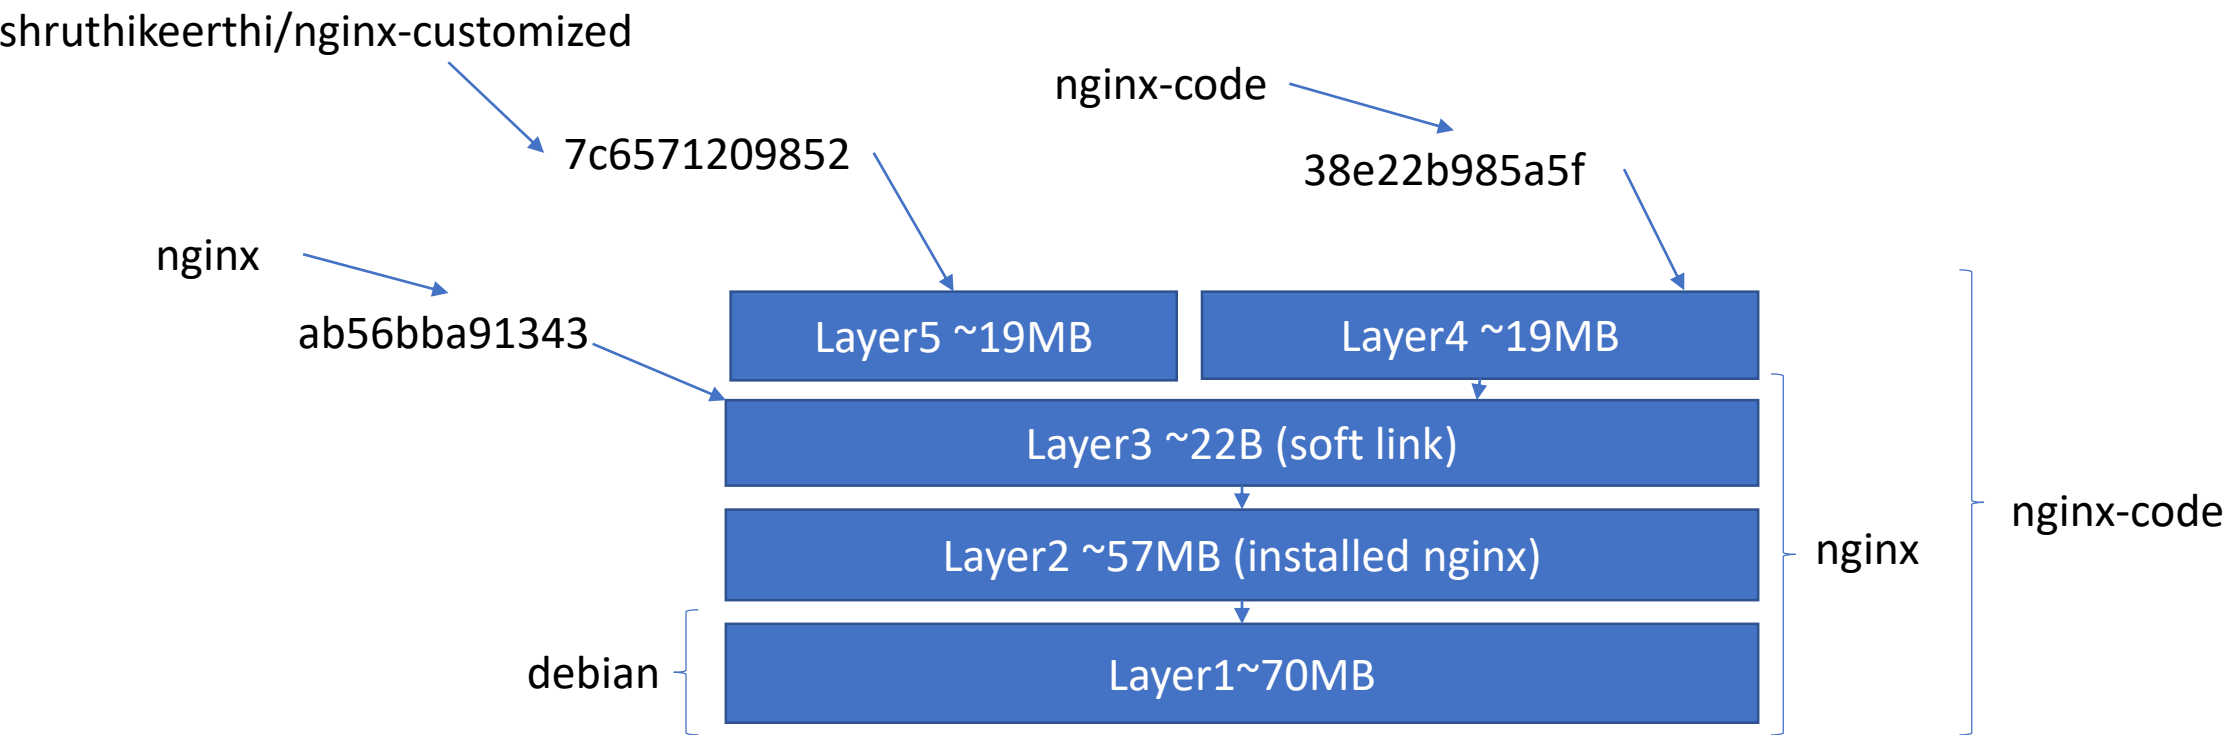 shruthikeerthi/nginx-customized
nginx-code
7c6571209852
38e22b985a5f
nginx
ab56bba91343
Layer5 ~19MB
Layer4 ~19MB
Layer3 ~22B (soft link)
nginx-code
Layer2 ~57MB (installed nginx)
nginx
debian
Layer1~70MB